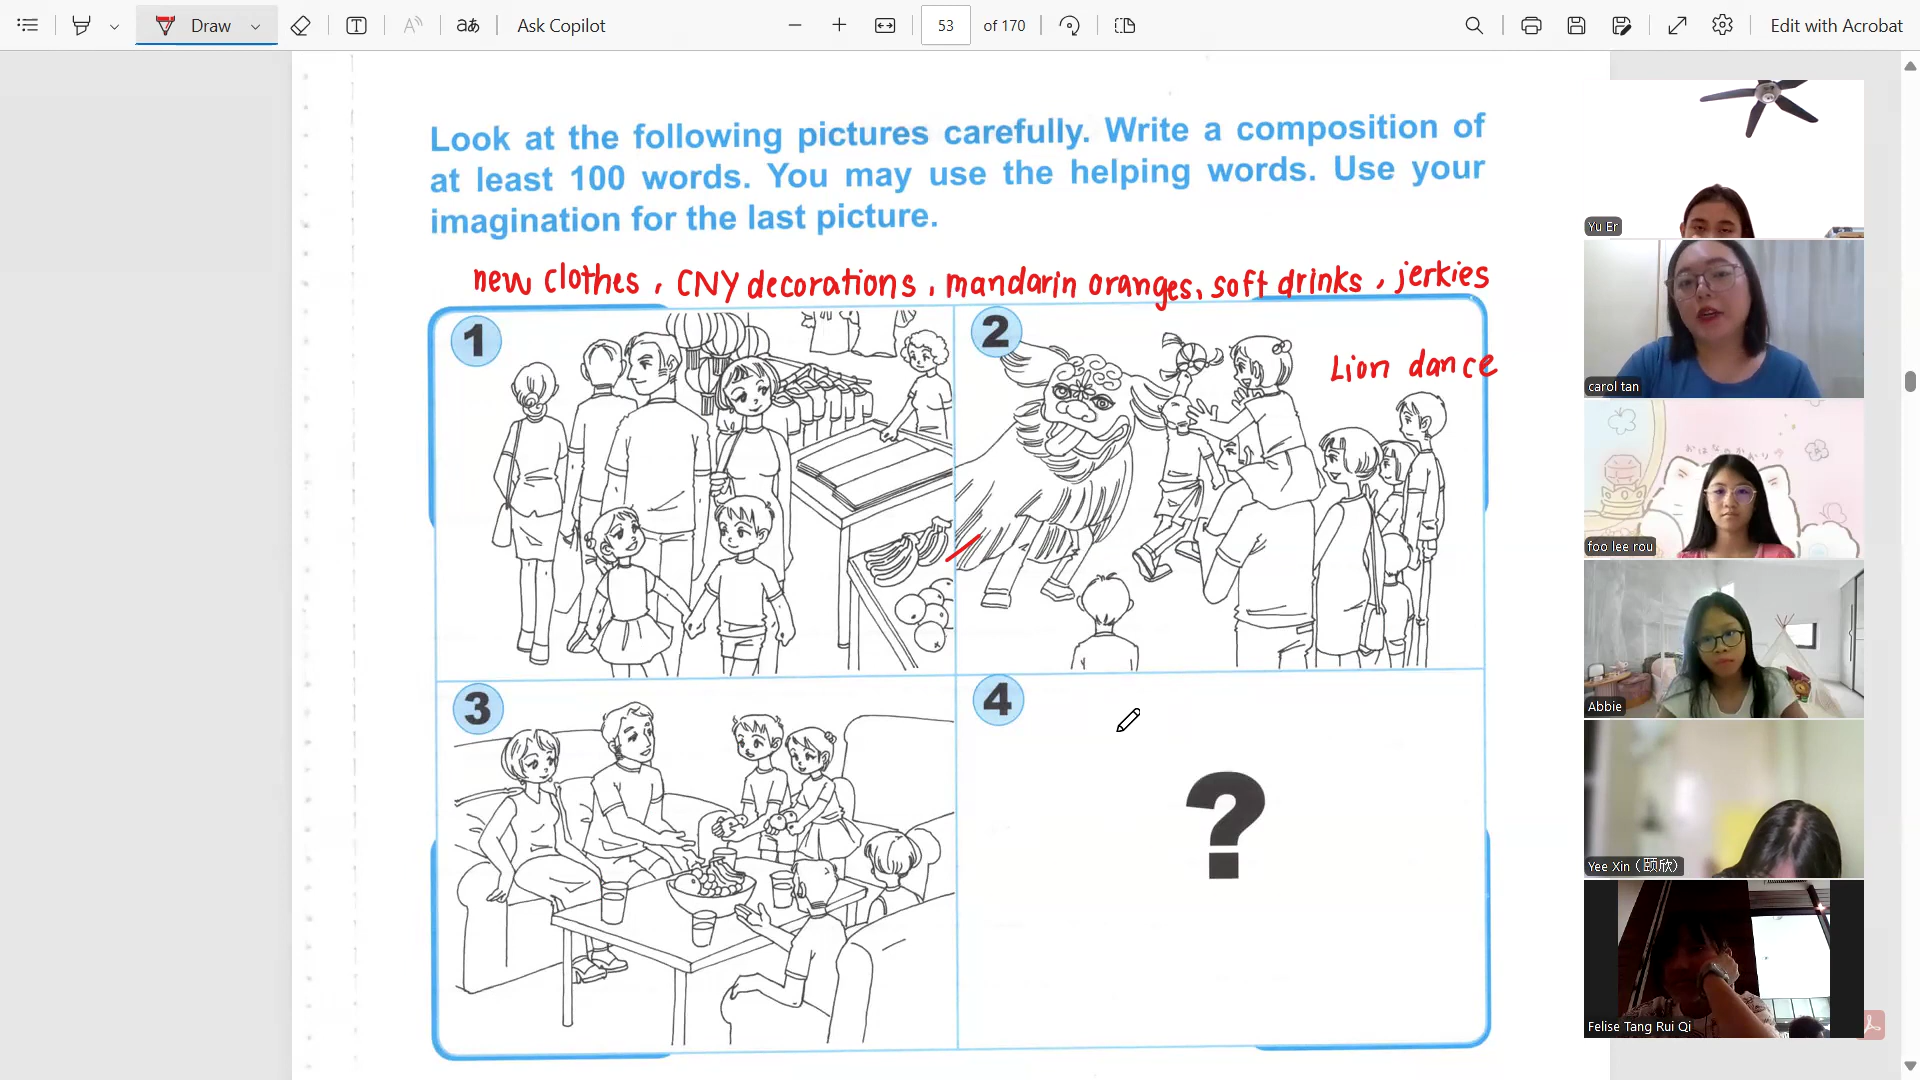 Draw
Ask Copilot
53 of 170
Edit with Acrobat
Look at the following pictures carefully. Write a composition of
at least 100 words. You may use the helping words. Use your
imagination for the last picture.
new clothes, CNY decorations, mandarin oranges, soft drinks, jerkies
1
2
Lion dance
3
4
?
Yu Er
carol tan
foo lee rou
Abbie
Yee Xin (颐欣)
Felise Tang Rui Qi